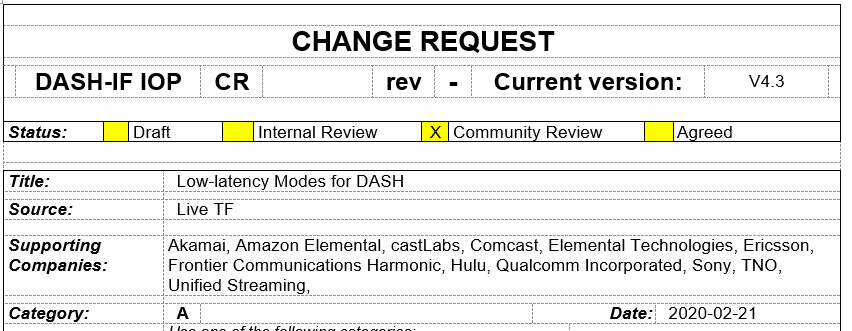 CHANGE REQUEST
DASH-IF IOP CR rev - Current version: V4.3
Status: Draft Internal Review X Community Review Agreed
Title: Low-latency Modes for DASH
Source: Live TF
Supporting Companies: Akamai, Amazon Elemental, castLabs, Comcast, Elemental Technologies, Ericsson,
Frontier Communications Harmonic, Hulu, Qualcomm Incorporated, Sony, TNO,
Unified Streaming,
Category: A Date: 2020-02-21
Use one of the following categories: